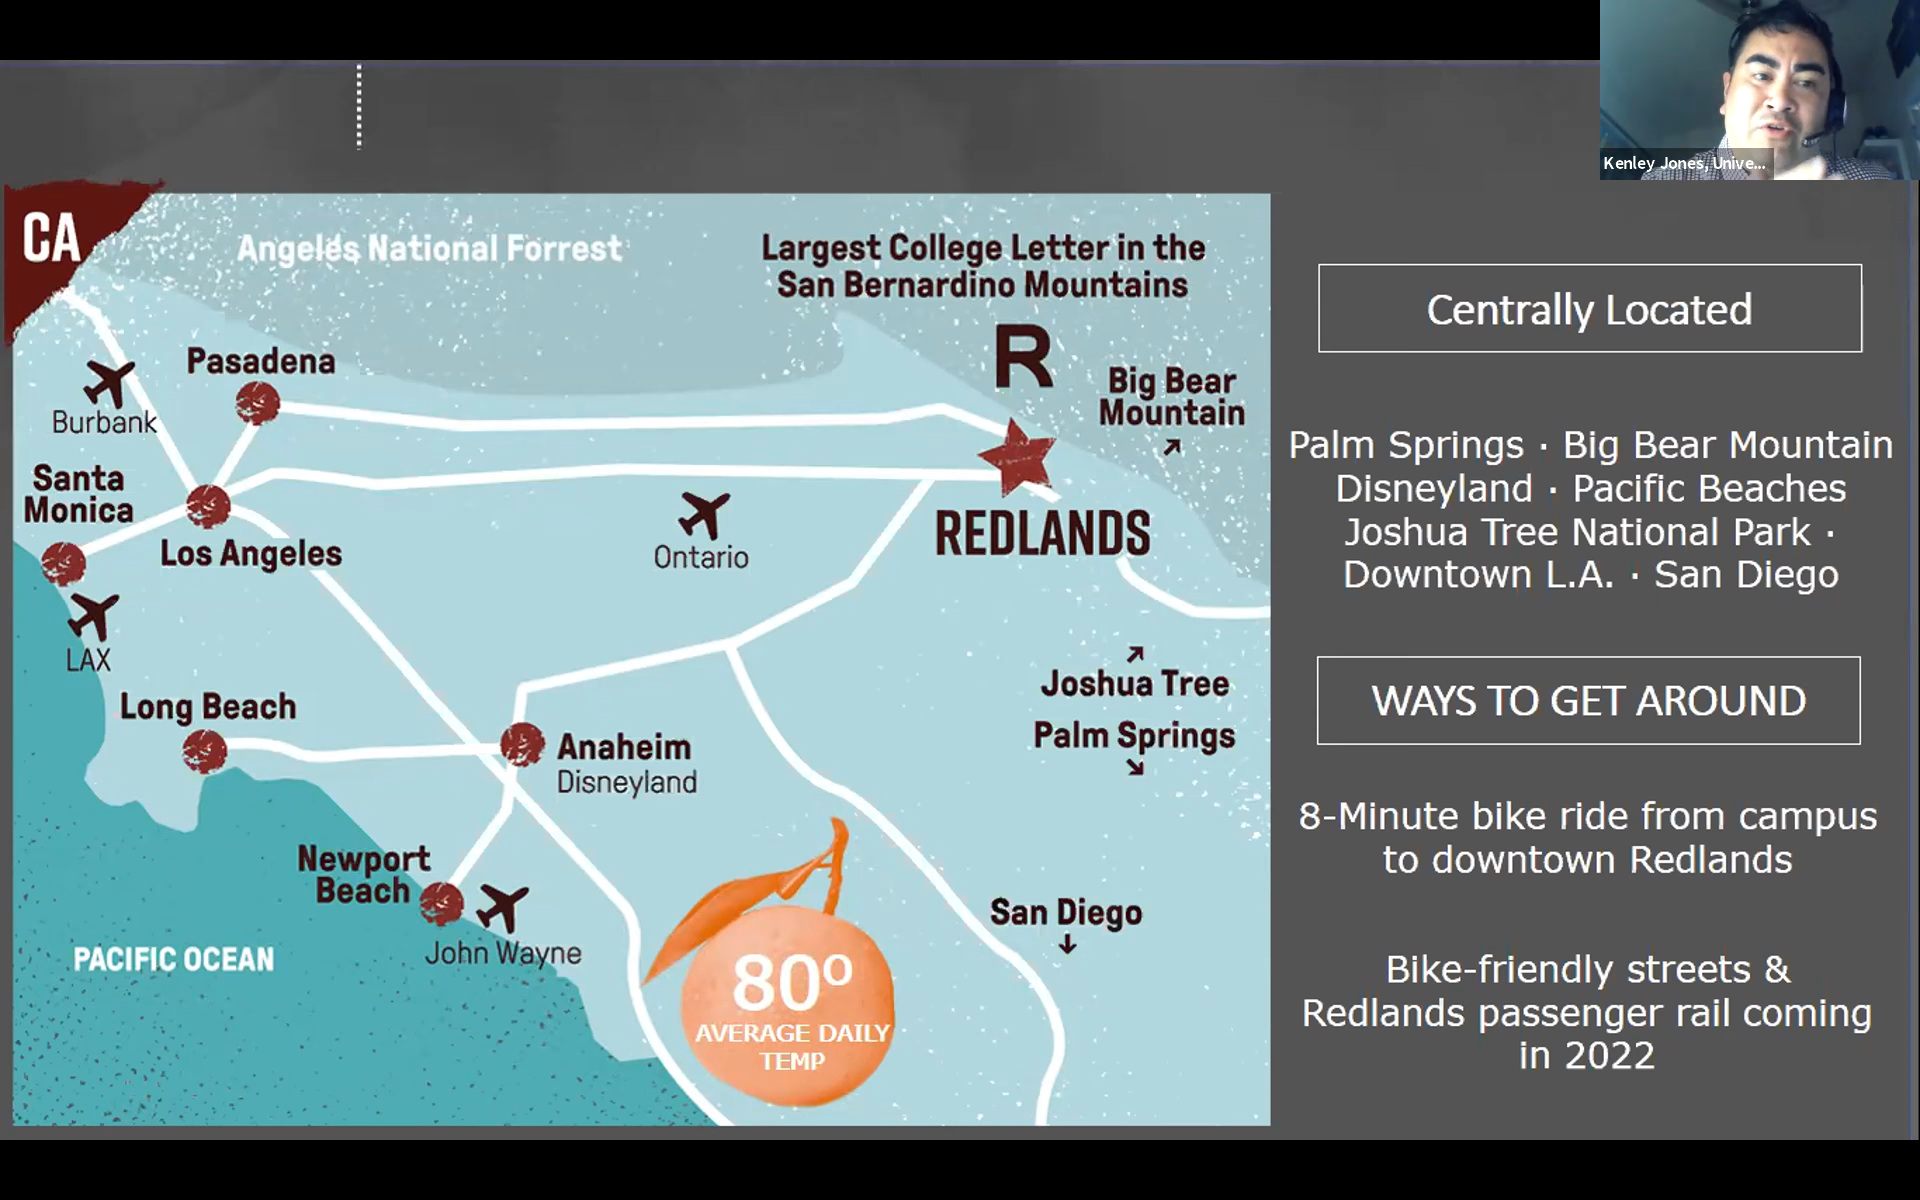 Kenley Jones, Unive...
CA
Angeles National Forrest
Largest College Letter in the
San Bernardino Mountains
R
Pasadena
Big Bear
Mountain
Burbank
Santa
Monica
Los Angeles
Ontario
REDLANDS
LAX
Joshua Tree
Long Beach
Palm Springs
Anaheim
Disneyland
Newport
Beach
San Diego
John Wayne
PACIFIC OCEAN
80º
AVERAGE DAILY
TEMP
Centrally Located
Palm Springs · Big Bear Mountain
Disneyland · Pacific Beaches
Joshua Tree National Park ·
Downtown L.A. · San Diego
WAYS TO GET AROUND
8-Minute bike ride from campus
to downtown Redlands
Bike-friendly streets &
Redlands passenger rail coming
in 2022